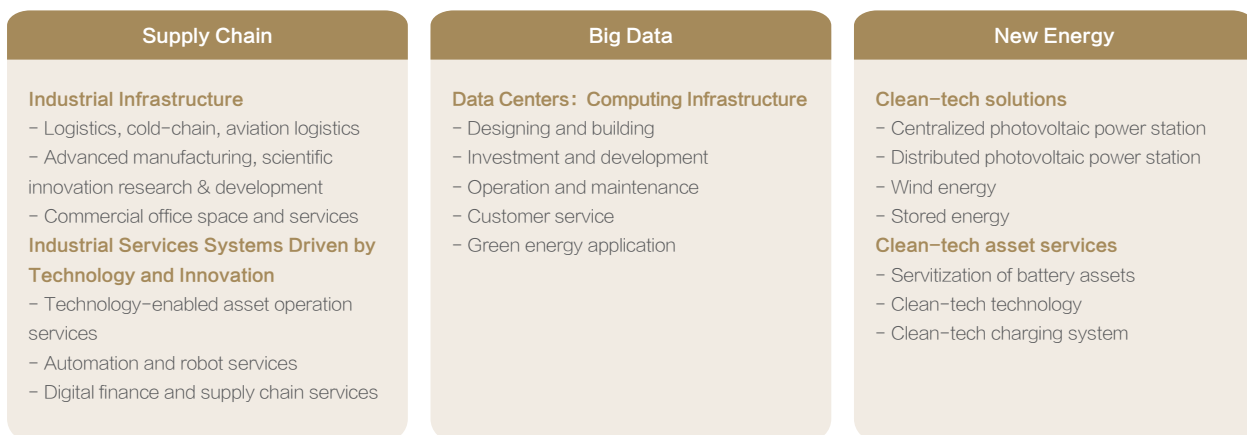 Supply Chain
Industrial Infrastructure
- Logistics, cold-chain, aviation logistics
- Advanced manufacturing, scientific
innovation research & development
- Commercial office space and services
Industrial Services Systems Driven by
Technology and Innovation
- Technology-enabled asset operation
services
- Automation and robot services
- Digital finance and supply chain services
Big Data
Data Centers: Computing Infrastructure
- Designing and building
- Investment and development
- Operation and maintenance
- Customer service
- Green energy application
New Energy
Clean-tech solutions
- Centralized photovoltaic power station
- Distributed photovoltaic power station
- Wind energy
- Stored energy
Clean-tech asset services
- Servitization of battery assets
- Clean-tech technology
- Clean-tech charging system